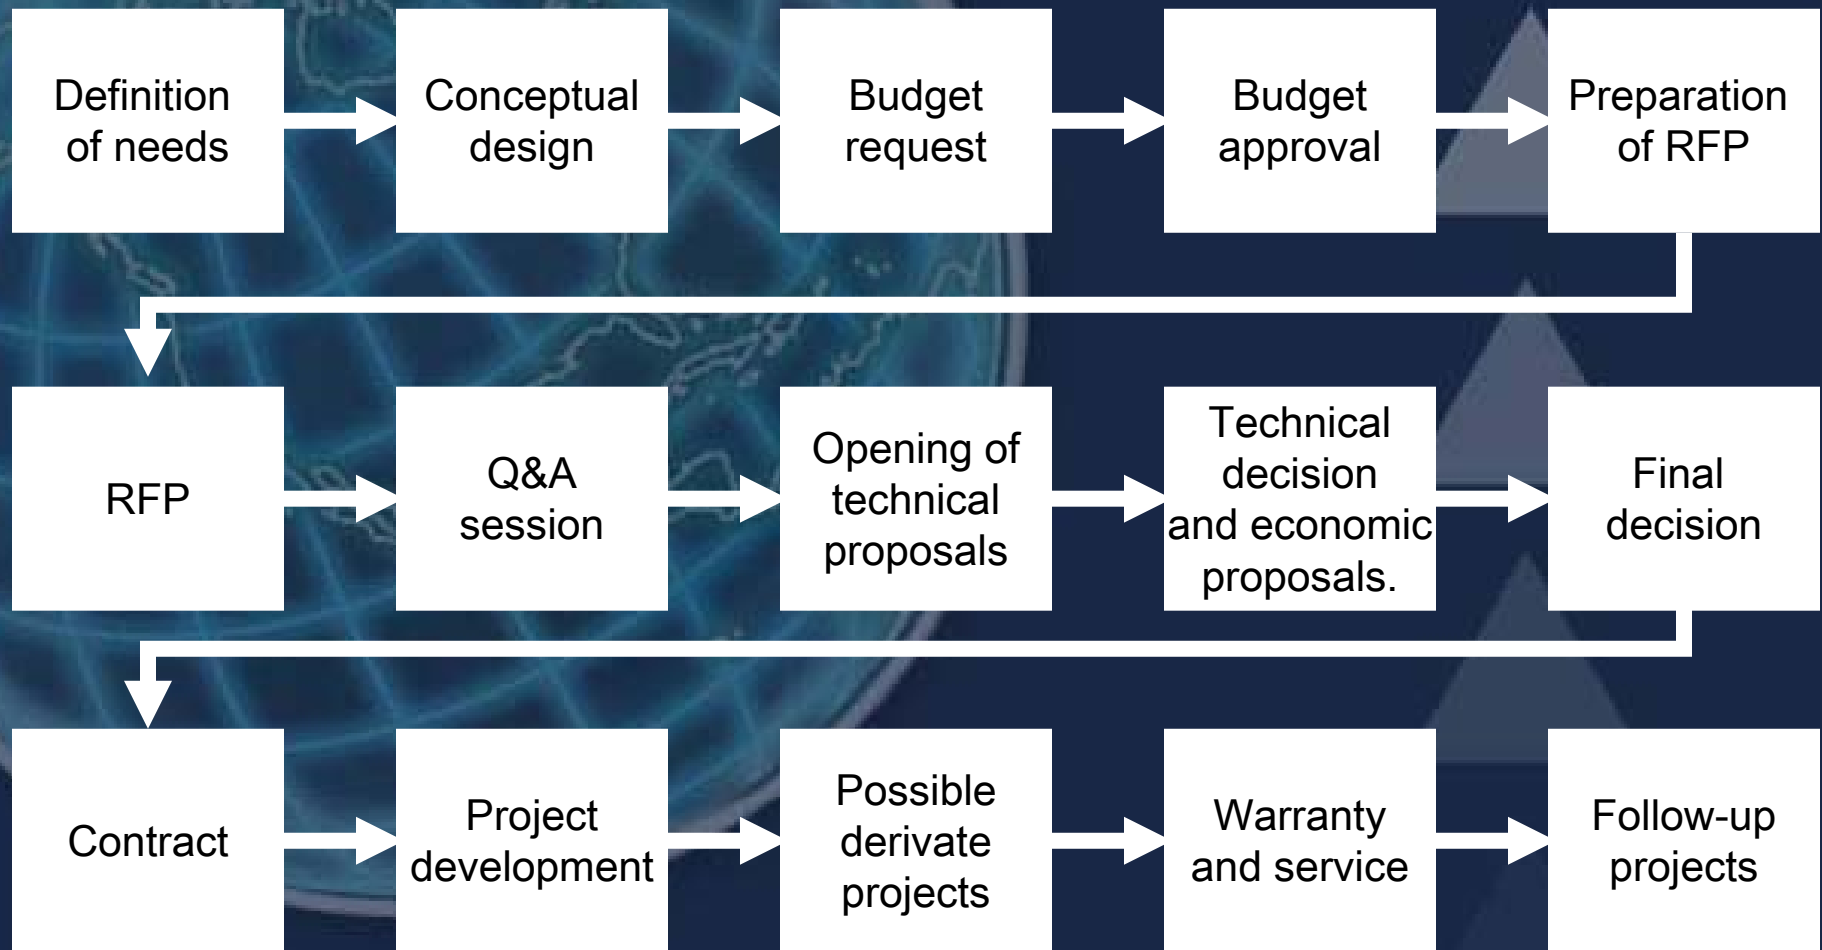 Definition
of needs
Conceptual
design
Budget
request
Budget
approval
Preparation
of RFP
RFP
Q&A
session
Opening of
technical
proposals
Technical
decision
and economic
proposals.
Final
decision
Contract
Project
development
Possible
derivate
projects
Warranty
and service
Follow-up
projects